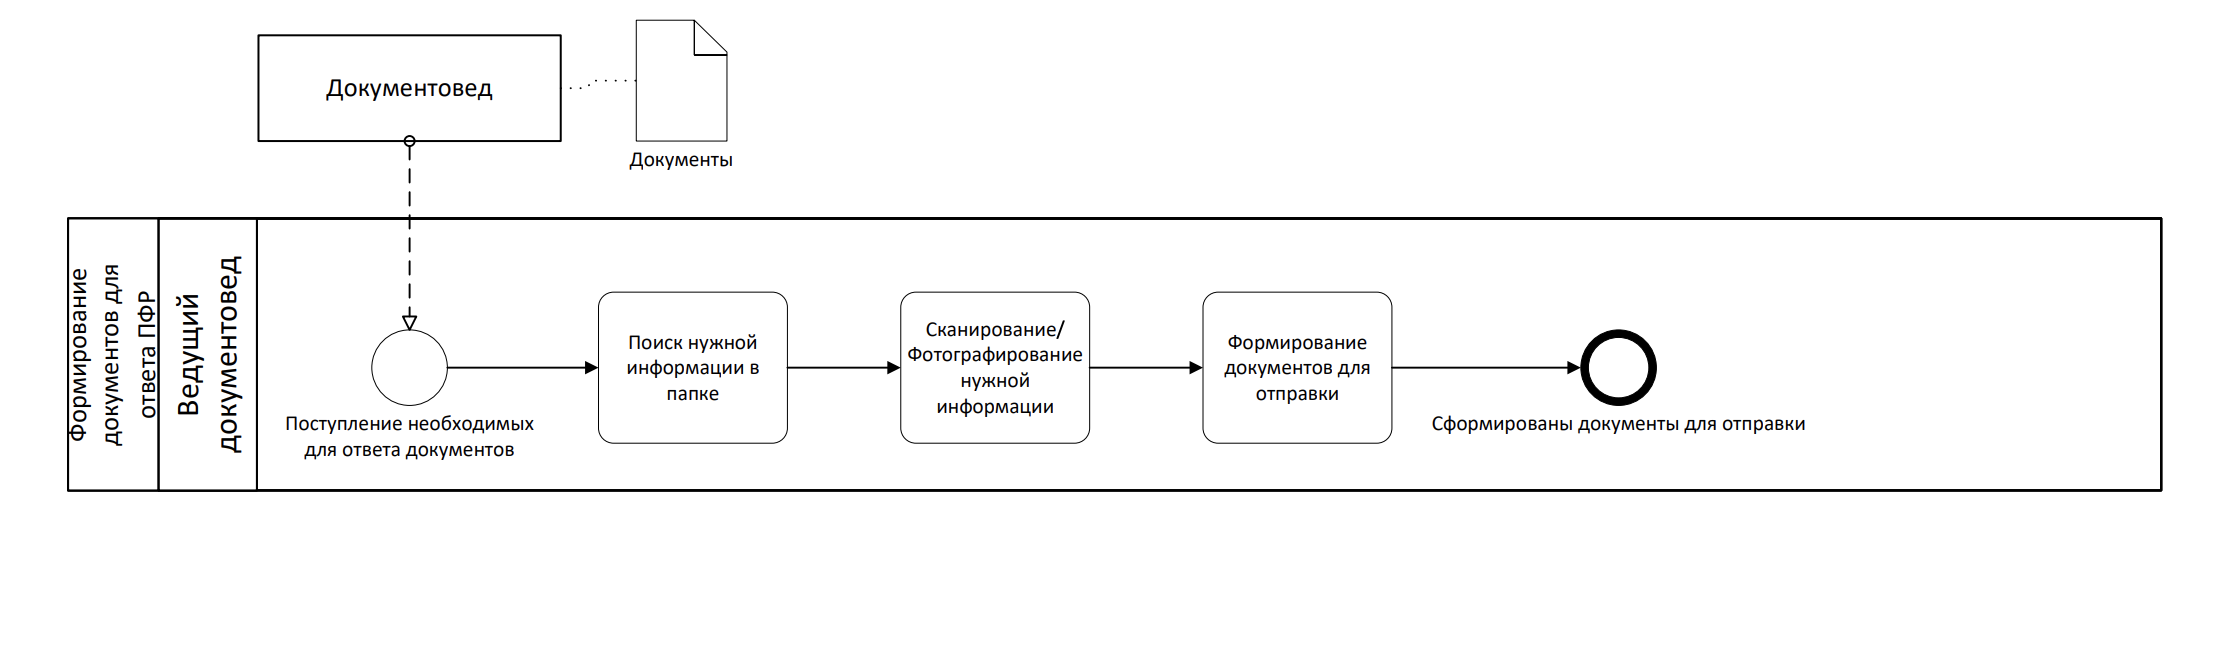 Документовед
Документы
Формирование
документов для
ответа ПФР
Ведущий
документовед
Поступление необходимых
для ответа документов
Поиск нужной
информации в
папке
Сканирование/
Фотографирование
нужной
информации
Формирование
документов для
отправки
Сформированы документы для отправки